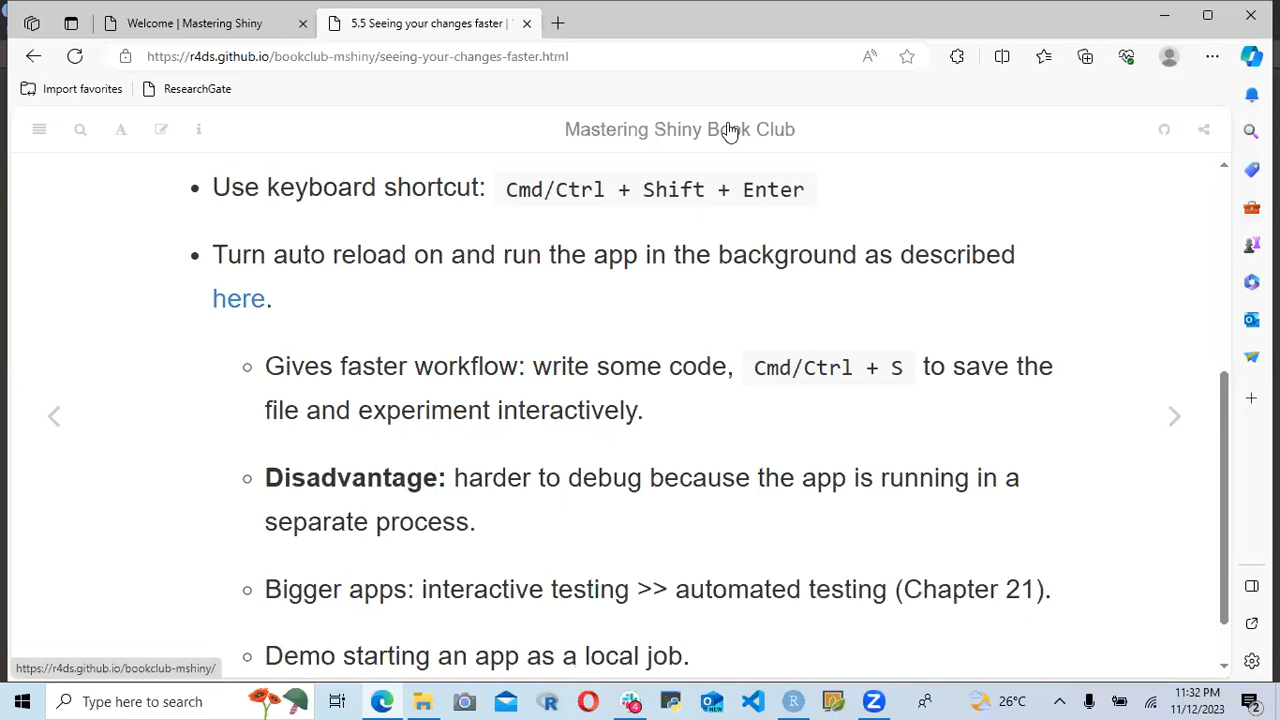 Welcome | Mastering Shiny
5.5 Seeing your changes faster |
https://r4ds.github.io/bookclub-mshiny/seeing-your-changes-faster.html
Import favorites
ResearchGate
Mastering Shiny Book Club
• Use keyboard shortcut: Cmd/Ctrl + Shift + Enter
• Turn auto reload on and run the app in the background as described
here.
Gives faster workflow: write some code, Cmd/Ctrl + S to save the
file and experiment interactively.
Disadvantage: harder to debug because the app is running in a
separate process.
Bigger apps: interactive testing >> automated testing (Chapter 21).
Demo starting an app as a local job.
https://r4ds.github.io/bookclub-mshiny/
Type here to search
4
26°C
11:32 PM
11/12/2023
2